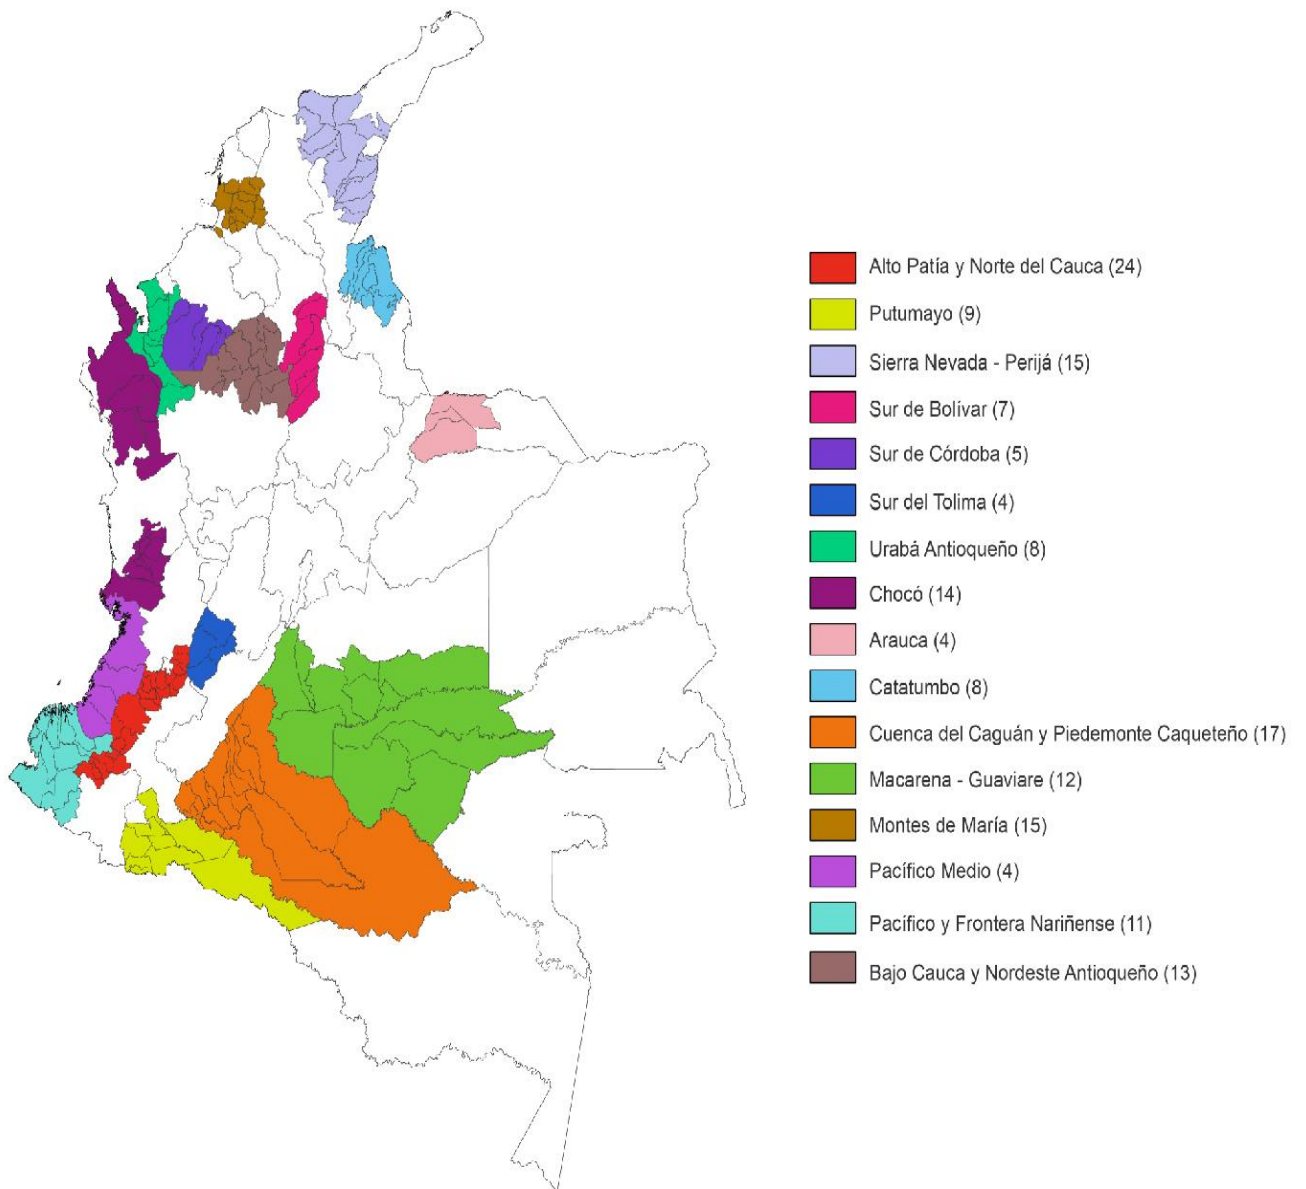 Alto Patía y Norte del Cauca (24)
Putumayo (9)
Sierra Nevada - Perijá (15)
Sur de Bolívar (7)
Sur de Córdoba (5)
Sur del Tolima (4)
Urabá Antioqueño (8)
Chocó (14)
Arauca (4)
Catatumbo (8)
Cuenca del Caguán y Piedemonte Caqueteño (17)
Macarena - Guaviare (12)
Montes de María (15)
Pacífico Medio (4)
Pacífico y Frontera Nariñense (11)
Bajo Cauca y Nordeste Antioqueño (13)